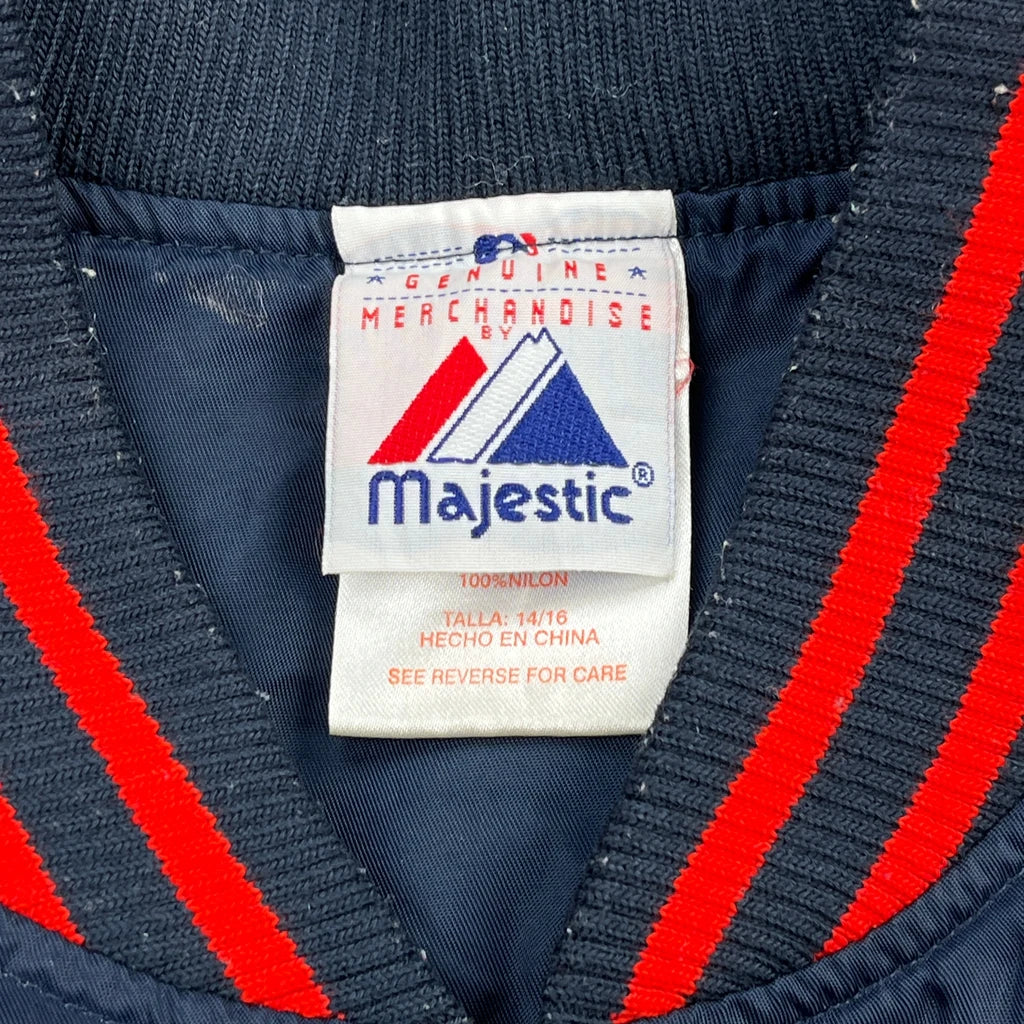 GENUINE
MERCHANDISE
BY
Majestic®
100%NILON
TALLA: 14/16
HECHO EN CHINA
SEE REVERSE FOR CARE